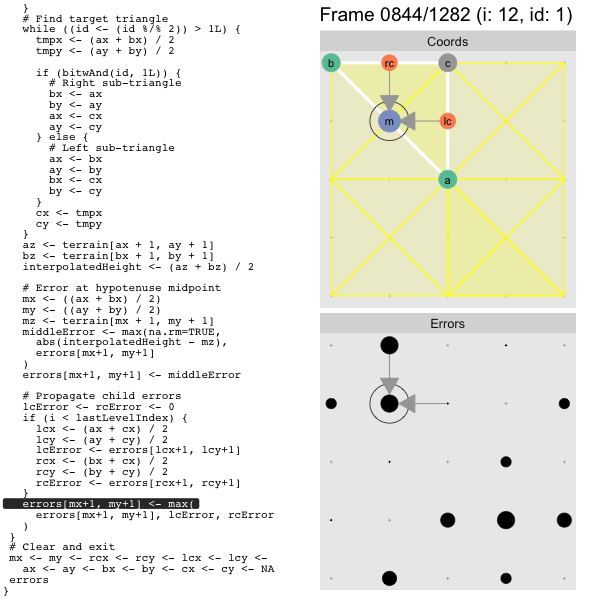 }
# Find target triangle
while ((id <- (id %/% 2)) > 1L) {
tmpx <- (ax + bx) / 2
tmpy <- (ay + by) / 2
if (bitwAnd(id, 1L)) {
# Right sub-triangle
bx <- ax
by <- ay
ax <- cx
ay <- cy
} else {
# Left sub-triangle
ax <- bx
ay <- by
bx <- cx
by <- cy
}
cx <- tmpx
cy <- tmpy
}
az <- terrain[ax + 1, ay + 1]
bz <- terrain[bx + 1, by + 1]
interpolatedHeight <- (az + bz) / 2
# Error at hypotenuse midpoint
mx <- ((ax + bx) / 2)
my <- ((ay + by) / 2)
mz <- terrain[mx + 1, my + 1]
middleError <- max(na.rm=TRUE,
abs(interpolatedHeight - mz),
errors[mx+1, my+1]
)
errors[mx+1, my+1] <- middleError
# Propagate child errors
lcError <- rcError <- 0
if (i < lastLevelIndex) {
lcx <- (ax + cx) / 2
lcy <- (ay + cy) / 2
lcError <- errors[lcx+1, lcy+1]
rcx <- (bx + cx) / 2
rcy <- (by + cy) / 2
rcError <- errors[rcx+1, rcy+1]
}
errors[mx+1, my+1] <- max(
errors[mx+1, my+1], lcError, rcError
)
}
# Clear and exit
mx <- my <- rcx <- rcy <- lcx <- lcy <-
ax <- ay <- bx <- by <- cx <- cy <- NA
errors
}
Frame 0844/1282 (i: 12, id: 1)
Coords
b
rc
c
m
lc
a
Errors